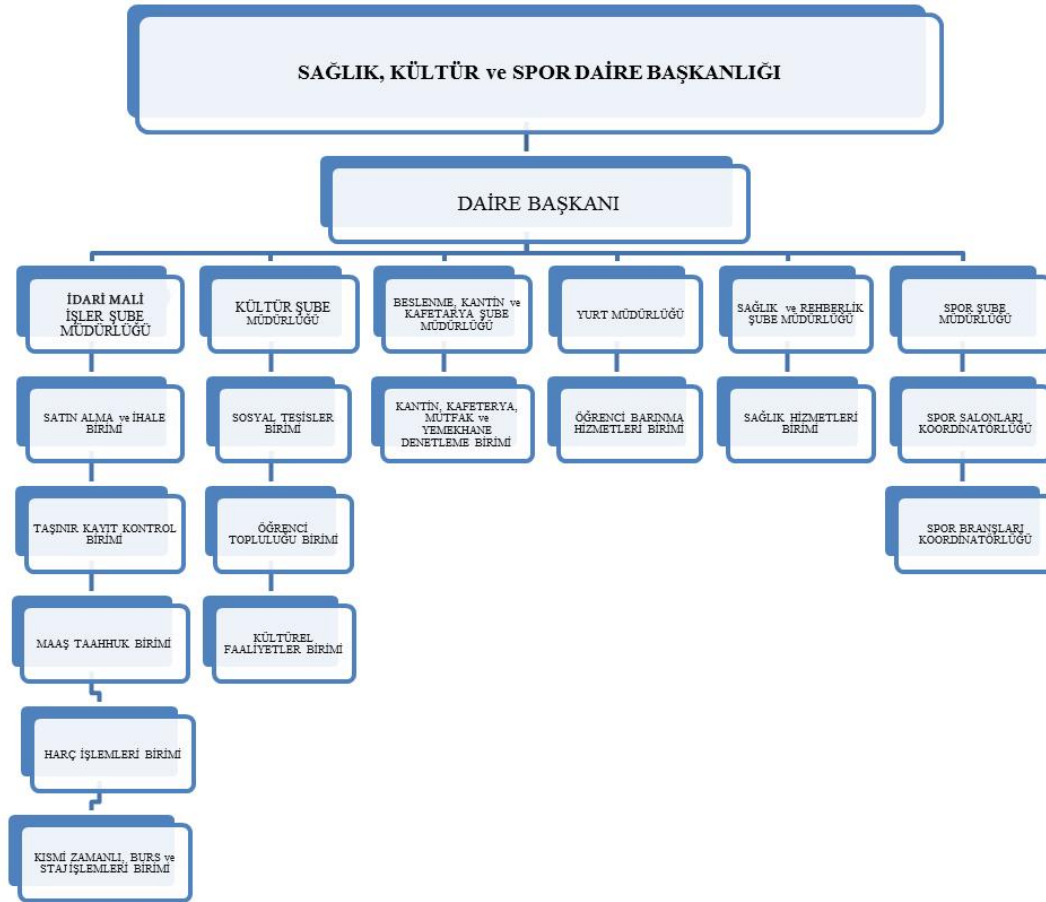 SAĞLIK, KÜLTÜR ve SPOR DAİRE BAŞKANLIĞI
DAİRE BAŞKANI
İDARİ MALİ
İŞLER ŞUBE
MÜDÜRLÜĞÜ
KÜLTÜR ŞUBE
MÜDÜRLÜĞÜ
BESLENME, KANTİN ve
KAFETARYA ŞUBE
MÜDÜRLÜĞÜ
YURT MÜDÜRLÜĞÜ
SAĞLIK ve REHBERLİK
ŞUBE MÜDÜRLÜĞÜ
SPOR ŞUBE
MÜDÜRLÜĞÜ
SATIN ALMA ve İHALE
BİRİMİ
SOSYAL TESİSLER
BİRİMİ
KANTİN, KAFETERYA,
MUTFAK ve
YEMEKHANE
DENETLEME BİRİMİ
ÖĞRENCİ BARINMA
HİZMETLERİ BİRİMİ
SAĞLIK HİZMETLERİ
BİRİMİ
SPOR SALONLARI
KOORDİNATÖRLÜĞÜ
TAŞINIR KAYIT KONTROL
BİRİMİ
ÖĞRENCİ
TOPLULUĞU BİRİMİ
SPOR BRANŞLARI
KOORDİNATÖRLÜĞÜ
MAAŞ TAAHHUK BİRİMİ
KÜLTÜREL
FAALİYETLER BİRİMİ
HARÇ İŞLEMLERİ BİRİMİ
KISMİ ZAMANLI, BURS ve
STAJ İŞLEMLERİ BİRİMİ